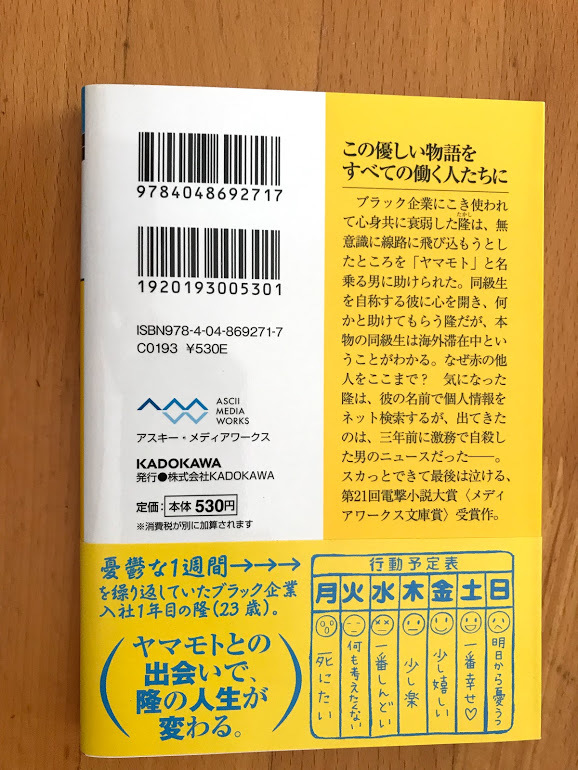 9784048692717
1920193005301
ISBN978-4-04-869271-7
C0193 ¥530E
ASCII
MEDIA
WORKS
アスキー・メディアワークス
KADOKAWA
発行●株式会社KADOKAWA
定価：本体530円
※消費税が別に加算されます
この優しい物語を
すべての働く人たちに
ブラック企業にこき使われ
て心身共に衰弱した隆は、無
たかし
意識に線路に飛び込もうとし
たところを「ヤマモト」と名
乗る男に助けられた。同級生
を自称する彼に心を開き、何
かと助けてもらう隆だが、本
物の同級生は海外滞在中とい
うことがわかる。なぜ赤の他
人をここまで？　気になった
隆は、彼の名前で個人情報を
ネット検索するが、出てきた
のは、三年前に激務で自殺し
た男のニュースだった――。
スカっとできて最後は泣ける、
第21回電撃小説大賞〈メディ
アワークス文庫賞〉受賞作。
憂鬱な1週間→→→
を繰り返していたブラック企業
入社1年目の隆(23歳)。
(ヤマモトとの
出会いで、
隆の人生が
変わる。)
行動予定表
月火水木金土日
死にたい
何も考えたくない
一番しんどい
少し楽
少し嬉しい
一番幸せ♡
明日から憂うつ